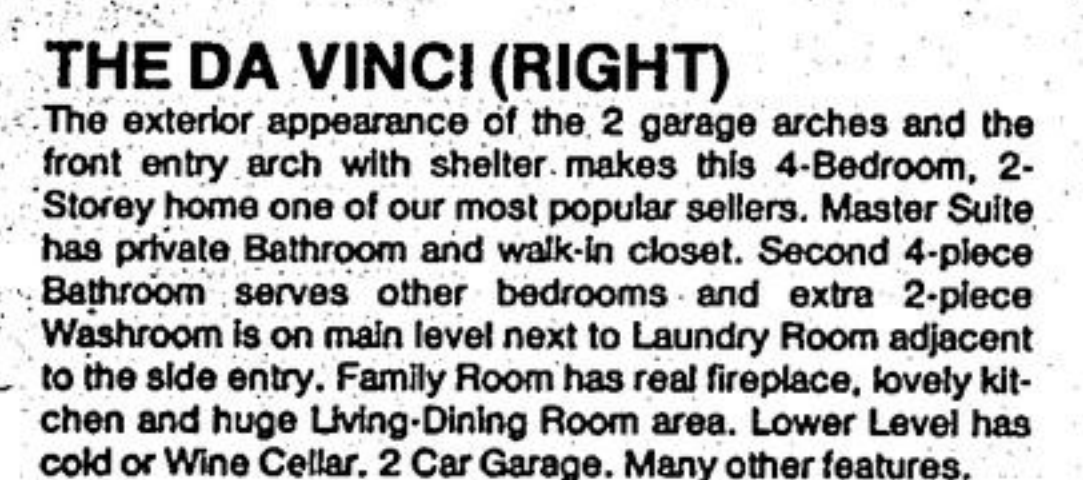 THE DA VINCI (RIGHT)
The exterior appearance of the 2 garage arches and the
front entry arch with shelter makes this 4-Bedroom, 2-
Storey home one of our most popular sellers. Master Suite
has private Bathroom and walk-in closet. Second 4-piece
Bathroom serves other bedrooms and extra 2-piece
Washroom is on main level next to Laundry Room adjacent
to the side entry. Family Room has real fireplace, lovely kit-
chen and huge Living-Dining Room area. Lower Level has
cold or Wine Cellar. 2 Car Garage. Many other features.